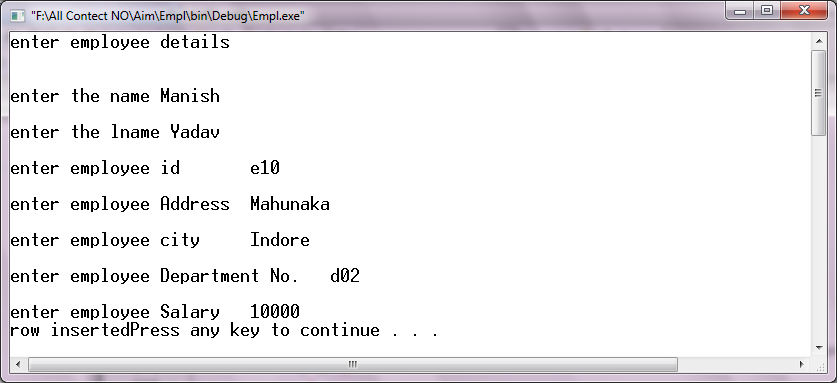 "F:\All Contect NO\Aim\Empl\bin\Debug\Empl.exe"
enter employee details
enter the name Manish
enter the lname Yadav
enter employee id       e10
enter employee Address  Mahunaka
enter employee city     Indore
enter employee Department No.   d02
enter employee Salary   10000
row insertedPress any key to continue . . .